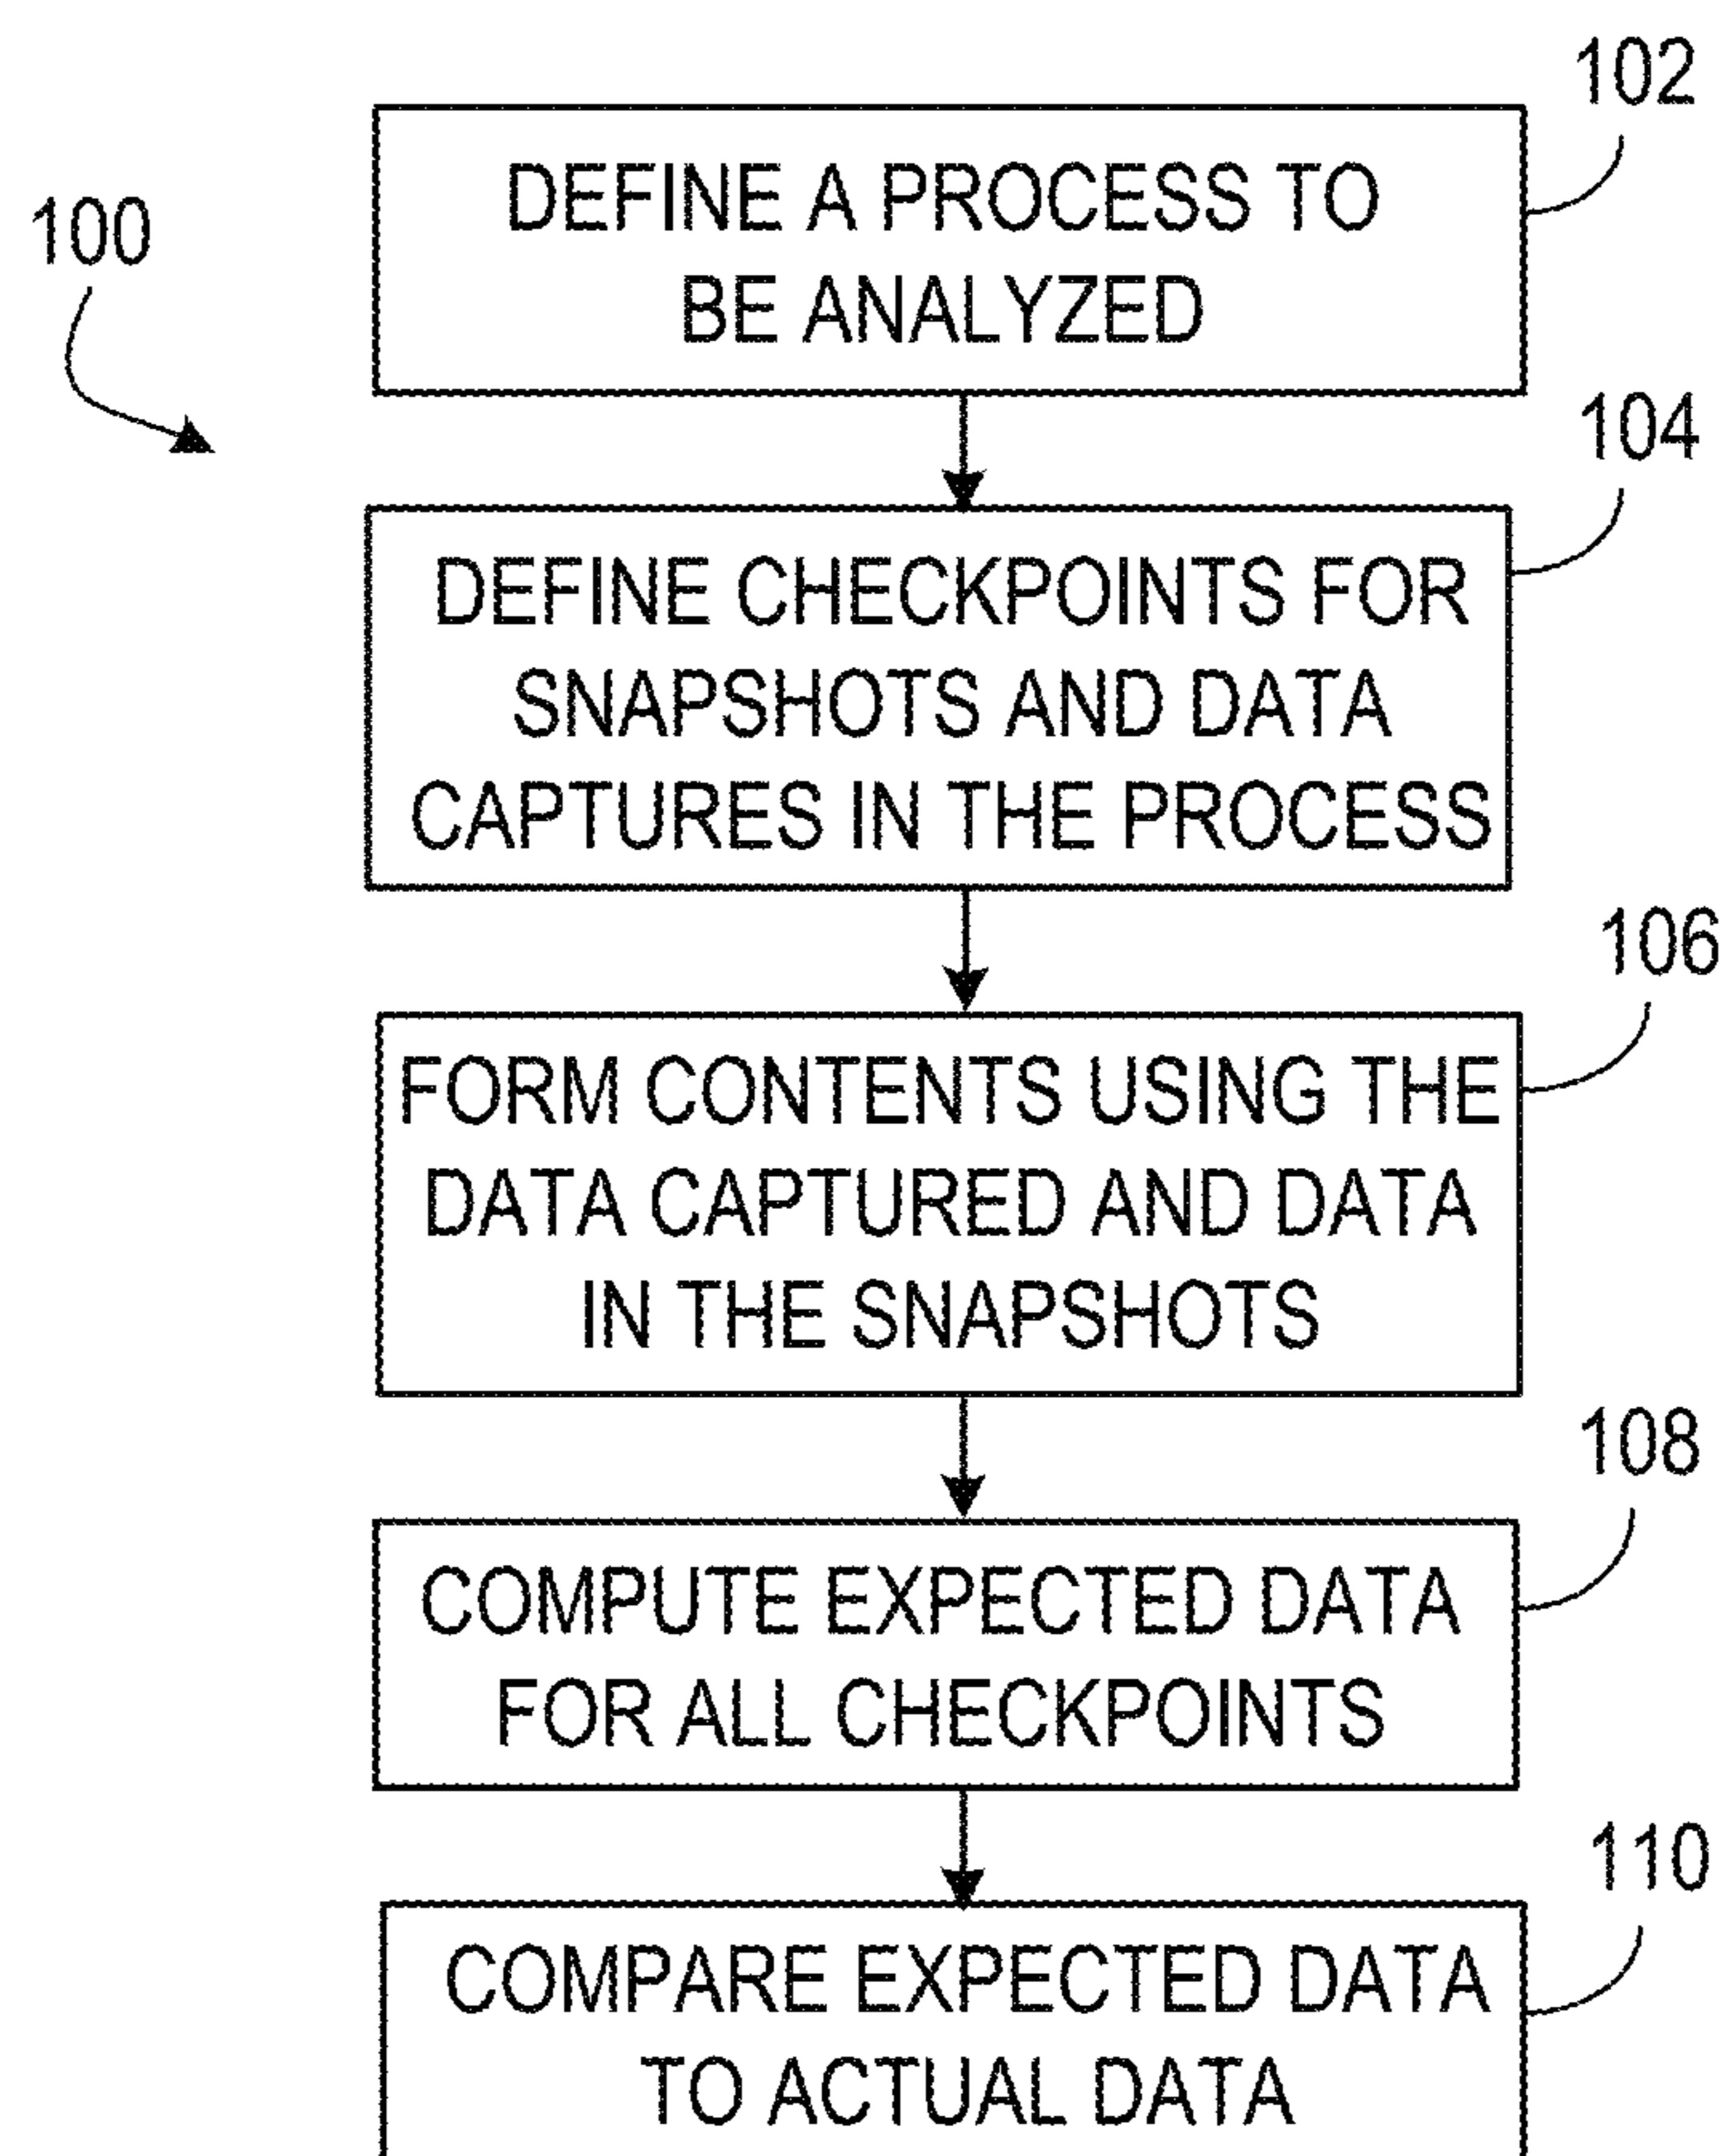 102
DEFINE A PROCESS TO
BE ANALYZED
100
104
DEFINE CHECKPOINTS FOR
SNAPSHOTS AND DATA
CAPTURES IN THE PROCESS
106
FORM CONTENTS USING THE
DATA CAPTURED AND DATA
IN THE SNAPSHOTS
108
COMPUTE EXPECTED DATA
FOR ALL CHECKPOINTS
110
COMPARE EXPECTED DATA
TO ACTUAL DATA